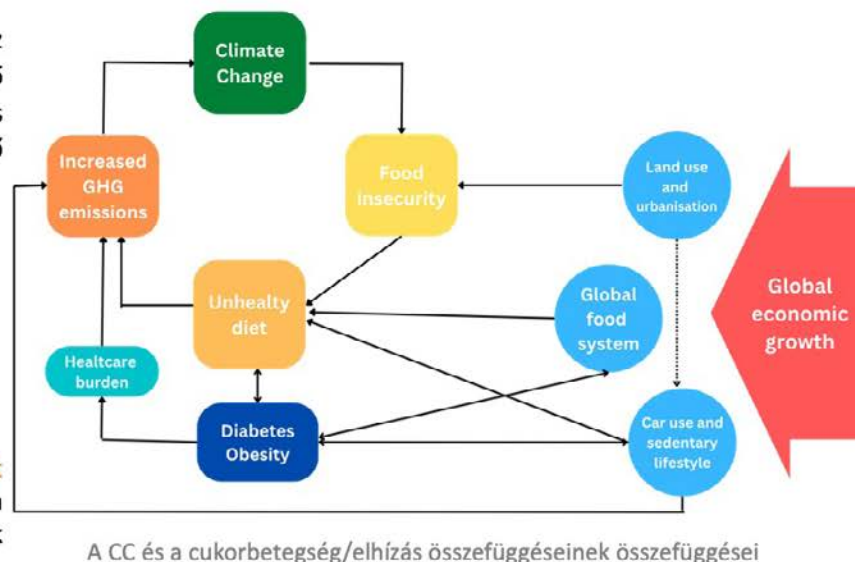 Climate
Change
Increased
GHG
emissions
Food
insecurity
Land use
and
urbanisation
Global
economic
growth
Unhealty
diet
Global
food
system
Healtcare
burden
Diabetes
Obesity
Car use and
sedentary
lifestyle
A CC és a cukorbetegség/elhízás összefüggéseinek összefüggései